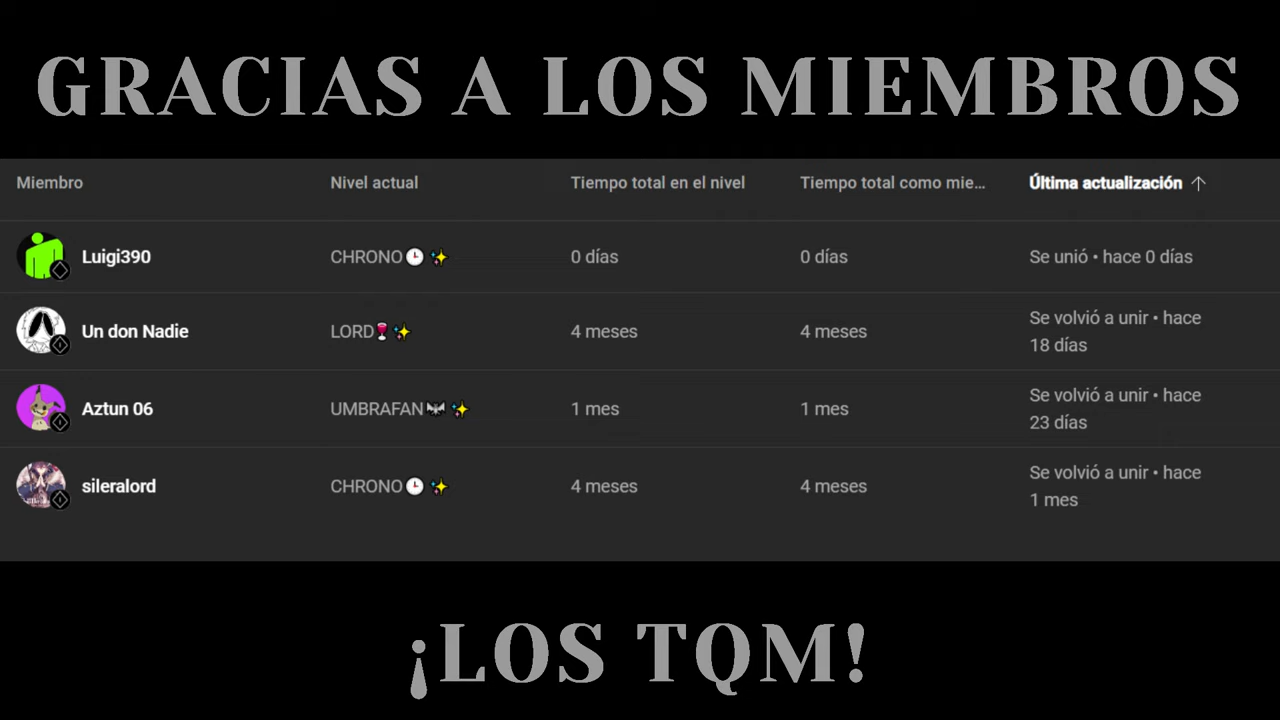 GRACIAS A LOS MIEMBROS
Miembro Nivel actual Tiempo total en el nivel Tiempo total como mie... Última actualización ↑
Luigi390 CHRONO🕒✨ 0 días 0 días Se unió • hace 0 días
Un don Nadie LORD🍷✨ 4 meses 4 meses Se volvió a unir • hace
18 días
Aztun 06 UMBRAFAN🦇✨ 1 mes 1 mes Se volvió a unir • hace
23 días
sileralord CHRONO🕒✨ 4 meses 4 meses Se volvió a unir • hace
1 mes
¡LOS TQM!